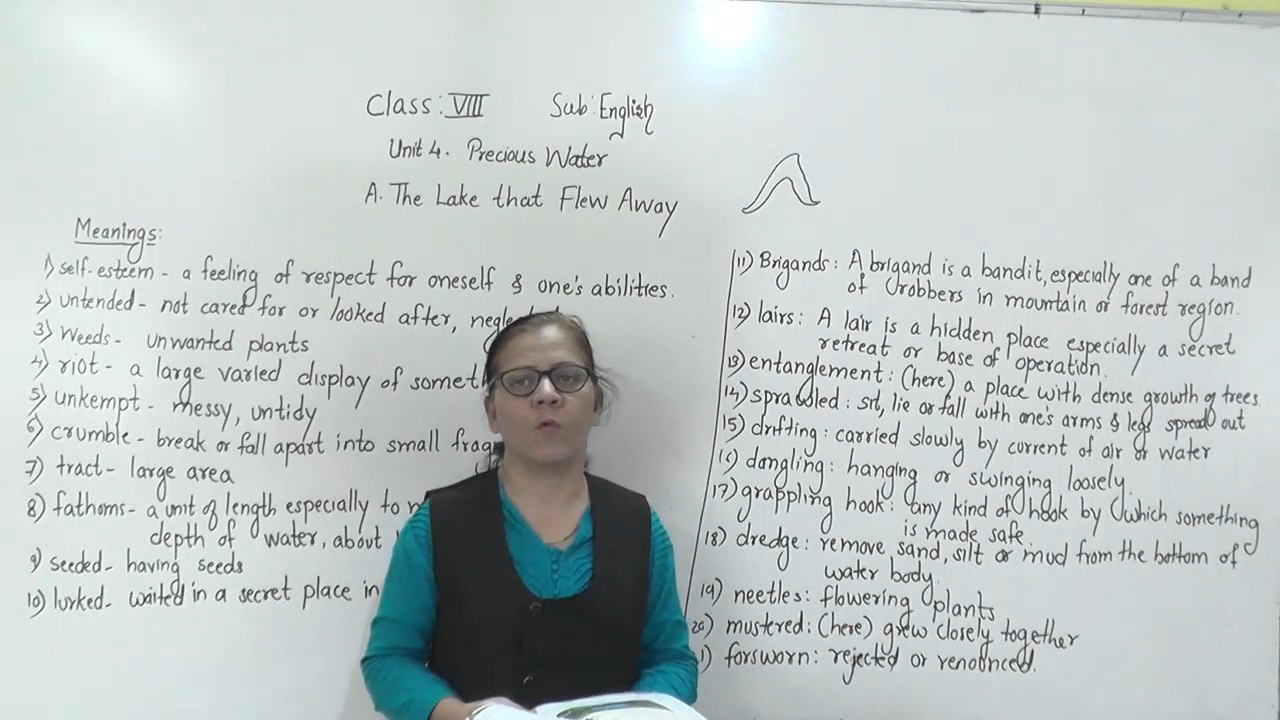 Class: VIII Sub: English
Unit 4. Precious Water
A. The Lake that Flew Away
Meanings:
1) self-esteem - a feeling of respect for oneself & one's abilities.
2) untended - not cared for or looked after,
3) Weeds - unwanted plants
4) riot - a large varied display of
5) unkempt - messy, untidy
6) crumble - break or fall apart into small
7) tract - large area
8) fathoms - a unit of length especially to
depth of water, about
9) seeded - having seeds
10) lurked - waited in a secret place in
11) Brigands: A brigand is a bandit, especially one of a band
of robbers in mountain or forest region.
12) lairs: A lair is a hidden place especially a secret
retreat or base of operation.
13) entanglement: (here) a place with dense growth of trees
14) sprawled: sit, lie or fall with one's arms & legs spread out
15) drifting: carried slowly by current of air or water
16) dangling: hanging or swinging loosely.
17) grappling hook: any kind of hook by which something
is made safe.
18) dredge: remove sand, silt or mud from the bottom of
water body.
19) neetles: flowering plants
20) mustered: (here) grew closely together
1) forsworn: rejected or renounced.